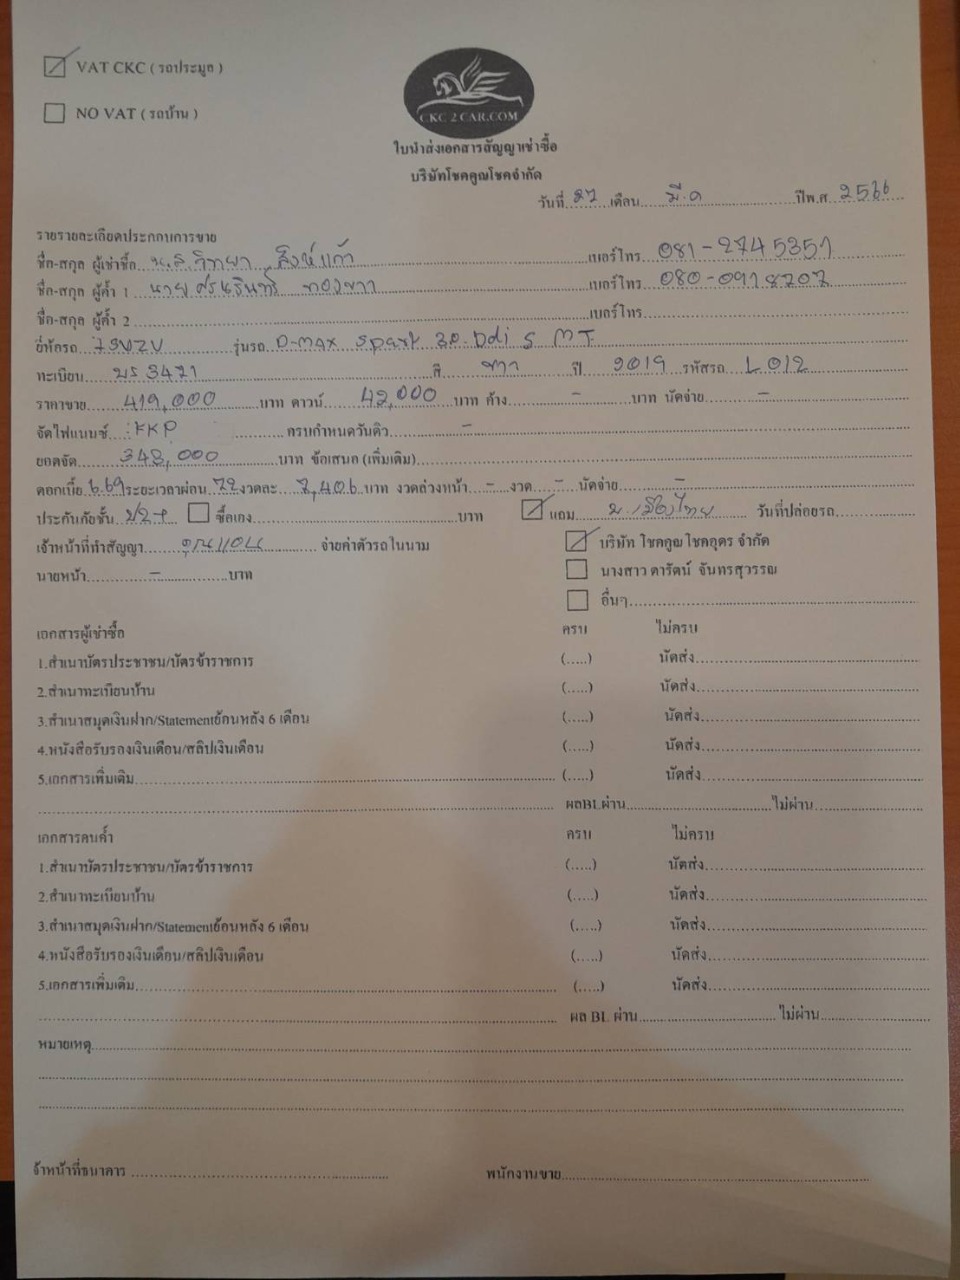 VAT CKC ( รถประมูล )
NO VAT ( รถบ้าน )
CKC 2 CAR.COM
ใบนำส่งเอกสารสัญญาเช่าซื้อ
บริษัทโชคคูณโชคจำกัด
วันที่ 27 เดือน มี.ค ปีพ.ศ 2566
รายรายละเอียดประกอบการขาย
ชื่อ-สกุล ผู้เช่าซื้อ น.ส.วิทยา สิงห์แก้ว เบอร์โทร 081-2745351
ชื่อ-สกุล ผู้ค้ำ 1 นาย ทองขาว เบอร์โทร 080-0918707
ชื่อ-สกุล ผู้ค้ำ 2 เบอร์โทร
ยี่ห้อรถ ISUZU รุ่นรถ D-max Spark 3.0 Ddi S MT
ทะเบียน 3471 สี ขาว ปี 2019 รหัสรถ L012
ราคาขาย 419,000 บาท ดาวน์ 42,000 บาท ค้าง - บาท นัดจ่าย -
จัดไฟแนนซ์ KKP ครบกำหนดวันคิว -
ยอดจัด 348,000 บาท ข้อเสนอ (เพิ่มเติม)
ดอกเบี้ย 6.69 ระยะเวลาผ่อน 72 งวดละ 7,406 บาท งวดล่วงหน้า - งวด - นัดจ่าย -
ประกันภัยชั้น ป2+ ซื้อเอง บาท แถม ม.เมืองไทย วันที่ปล่อยรถ
เจ้าหน้าที่ทำสัญญา คุณแอน จ่ายค่าตัวรถในนาม บริษัท โชคคูณ โชคอุดร จำกัด
นายหน้า - บาท นางสาว ดารัตน์ จันทรสุวรรณ
อื่นๆ
เอกสารผู้เช่าซื้อ ครบ ไม่ครบ
1.สำเนาบัตรประชาชน/บัตรข้าราชการ (.....) นัดส่ง
2.สำเนาทะเบียนบ้าน (.....) นัดส่ง
3.สำเนาสมุดเงินฝาก/Statementย้อนหลัง 6 เดือน (.....) นัดส่ง
4.หนังสือรับรองเงินเดือน/สลิปเงินเดือน (.....) นัดส่ง
5.เอกสารเพิ่มเติม (.....) นัดส่ง
ผลBLผ่าน ไม่ผ่าน
เอกสารคนค้ำ ครบ ไม่ครบ
1.สำเนาบัตรประชาชน/บัตรข้าราชการ (.....) นัดส่ง
2.สำเนาทะเบียนบ้าน (.....) นัดส่ง
3.สำเนาสมุดเงินฝาก/Statementย้อนหลัง 6 เดือน (.....) นัดส่ง
4.หนังสือรับรองเงินเดือน/สลิปเงินเดือน (.....) นัดส่ง
5.เอกสารเพิ่มเติม (.....) นัดส่ง
ผล BL ผ่าน ไม่ผ่าน
หมายเหตุ
จ้าหน้าที่ธนาคาร พนักงานขาย